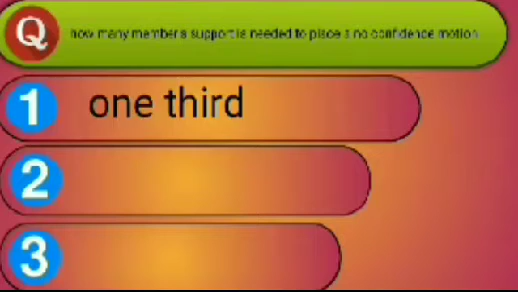 Q how many members support is needed to place a no confidence motion
1 one third
2
3